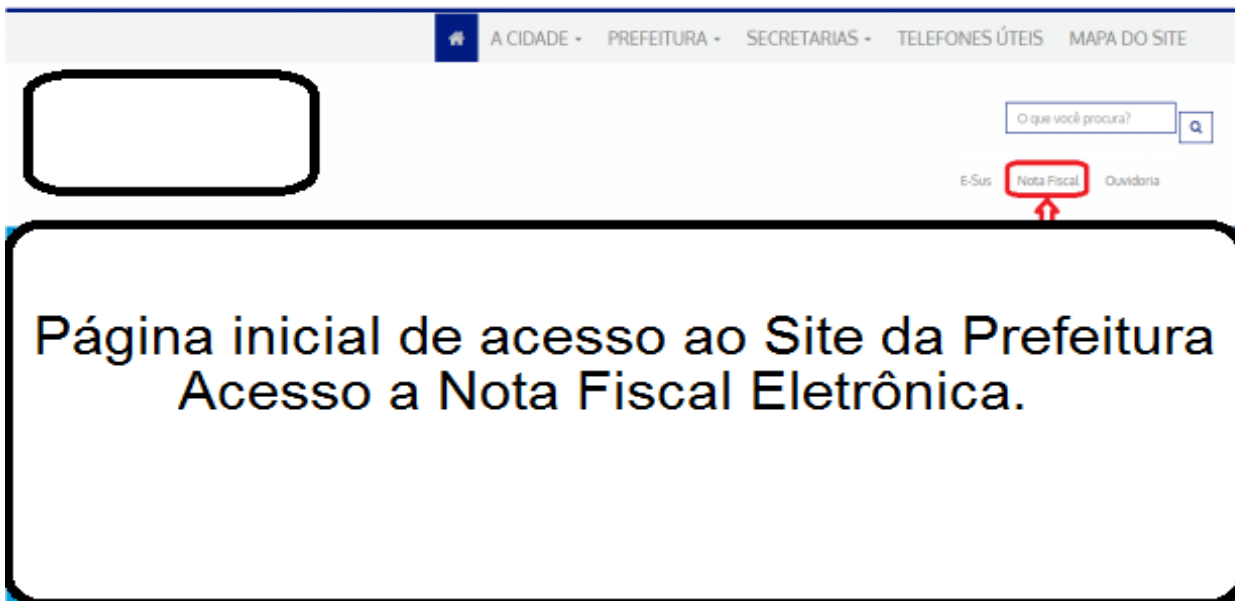 A CIDADE PREFEITURA SECRETARIAS TELEFONES ÚTEIS MAPA DO SITE
O que você procura?
E-Sus Nota Fiscal Ouvidoria
Página inicial de acesso ao Site da Prefeitura
Acesso a Nota Fiscal Eletrônica.